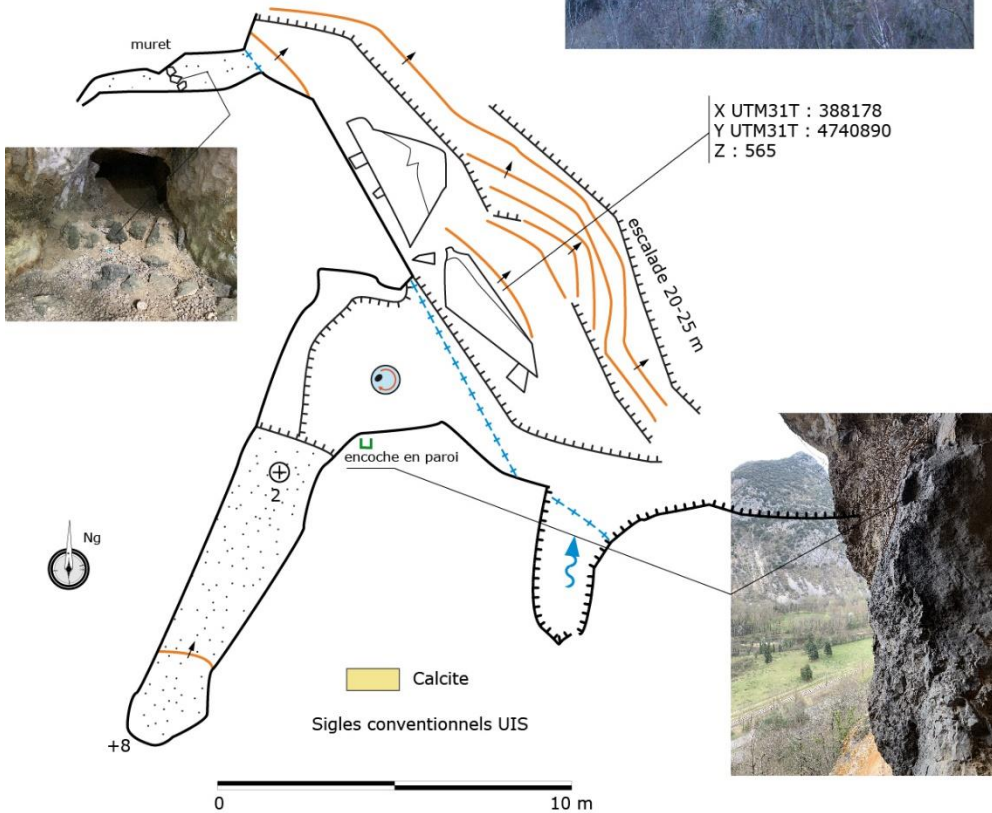 muret
X UTM31T : 388178
Y UTM31T : 4740890
Z : 565
escalade 20-25 m
encoche en paroi
2
Ng
Calcite
+8
Sigles conventionnels UIS
0
10 m